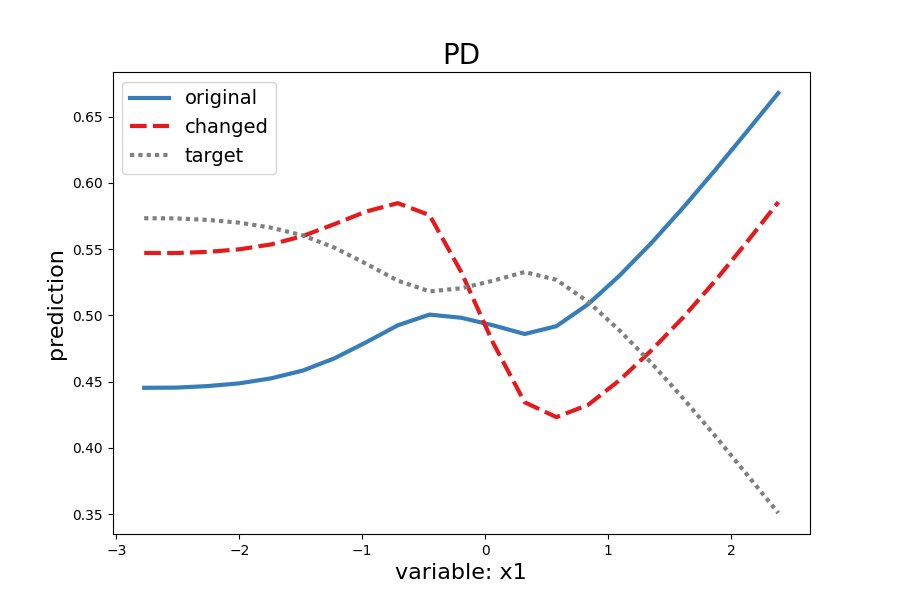 PD
original
changed
target
prediction
0.65
0.60
0.55
0.50
0.45
0.40
0.35
−3
−2
−1
0
1
2
variable: x1